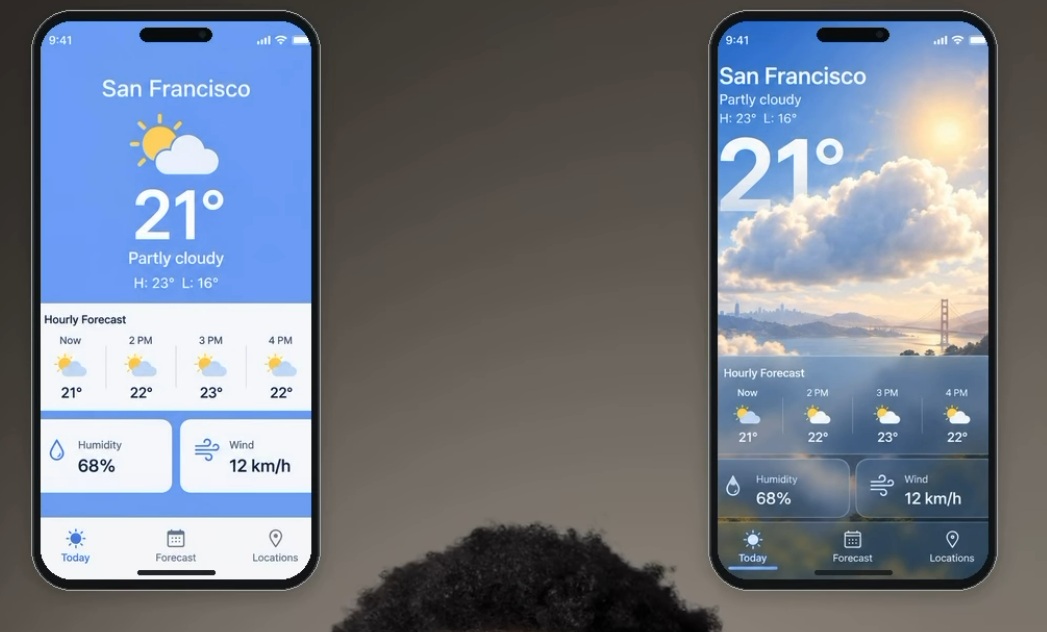 9:41
San Francisco
21°
Partly cloudy
H: 23° L: 16°
Hourly Forecast
Now 2 PM 3 PM 4 PM
21° 22° 23° 22°
Humidity Wind
68% 12 km/h
Today Forecast Locations
9:41
San Francisco
Partly cloudy
H: 23° L: 16°
21°
Hourly Forecast
Now 2 PM 3 PM 4 PM
21° 22° 23° 22°
Humidity Wind
68% 12 km/h
Today Forecast Locations